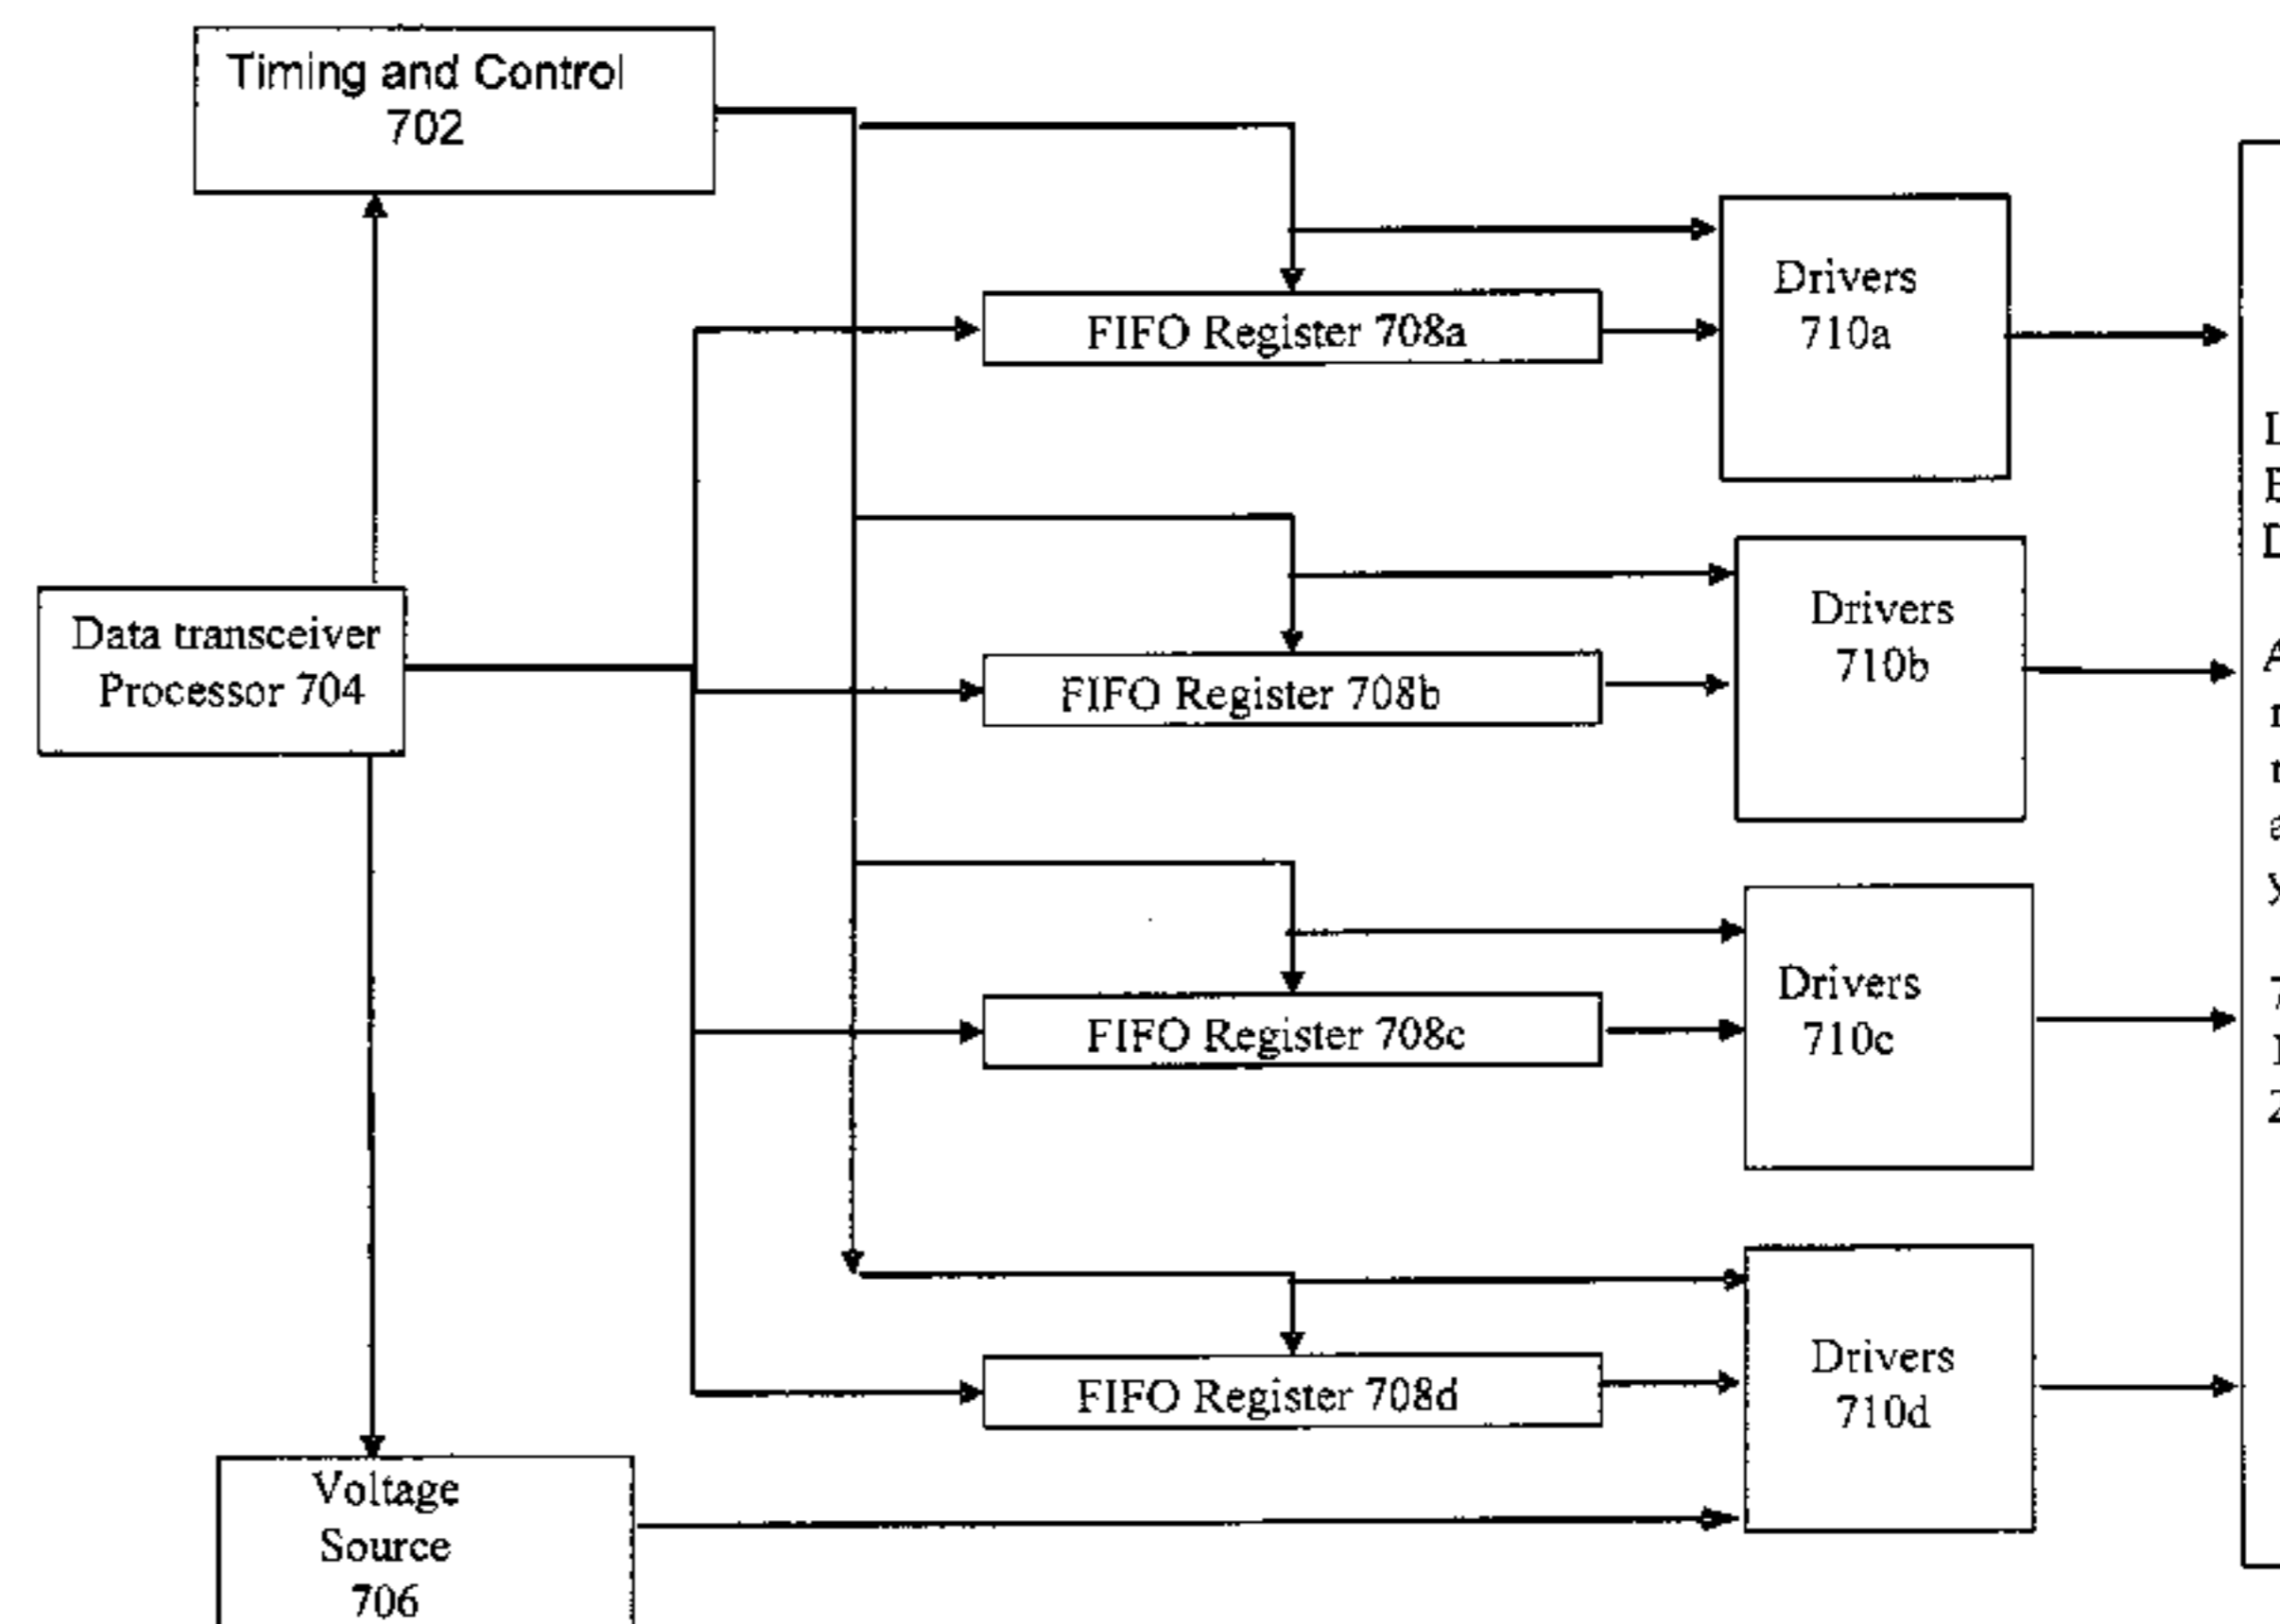 Timing and Control
702
Drivers
710a
FIFO Register 708a
Data transceiver
Processor 704
Drivers
710b
FIFO Register 708b
Drivers
710c
FIFO Register 708c
Drivers
710d
FIFO Register 708d
Voltage
Source
706